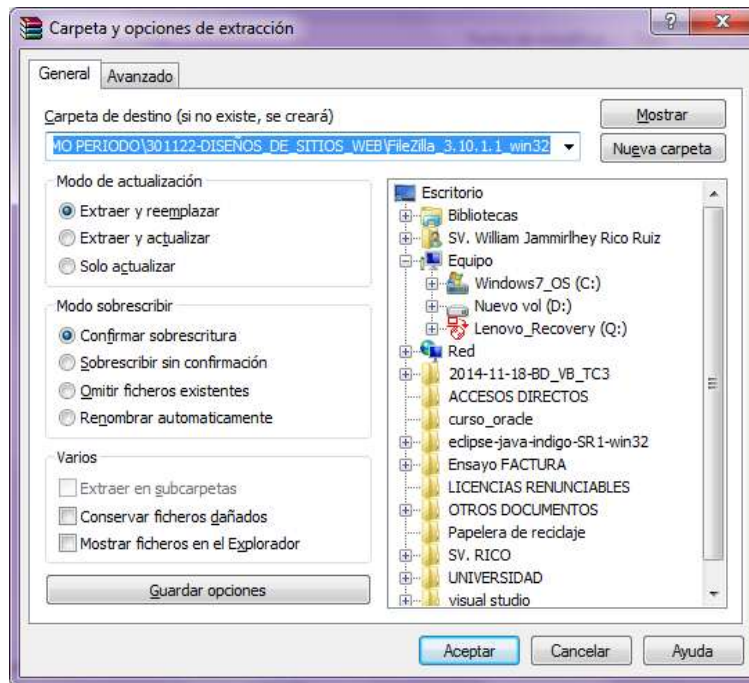 Carpeta y opciones de extracción
General
Avanzado
Carpeta de destino (si no existe, se creará)
Mostrar
MO PERIODO\301122-DISEÑOS_DE_SITIOS_WEB\FileZilla_3.10.1.1_win32
Nueva carpeta
Modo de actualización
Extraer y reemplazar
Extraer y actualizar
Solo actualizar
Modo sobrescribir
Confirmar sobrescritura
Sobrescribir sin confirmación
Omitir ficheros existentes
Renombrar automaticamente
Varios
Extraer en subcarpetas
Conservar ficheros dañados
Mostrar ficheros en el Explorador
Guardar opciones
Escritorio
Bibliotecas
SV. William Jammirlhey Rico Ruiz
Equipo
Windows7_OS (C:)
Nuevo vol (D:)
Lenovo_Recovery (Q:)
Red
2014-11-18-BD_VB_TC3
ACCESOS DIRECTOS
curso_oracle
eclipse-java-indigo-SR1-win32
Ensayo FACTURA
LICENCIAS RENUNCIABLES
OTROS DOCUMENTOS
Papelera de reciclaje
SV. RICO
UNIVERSIDAD
visual studio
Aceptar
Cancelar
Ayuda